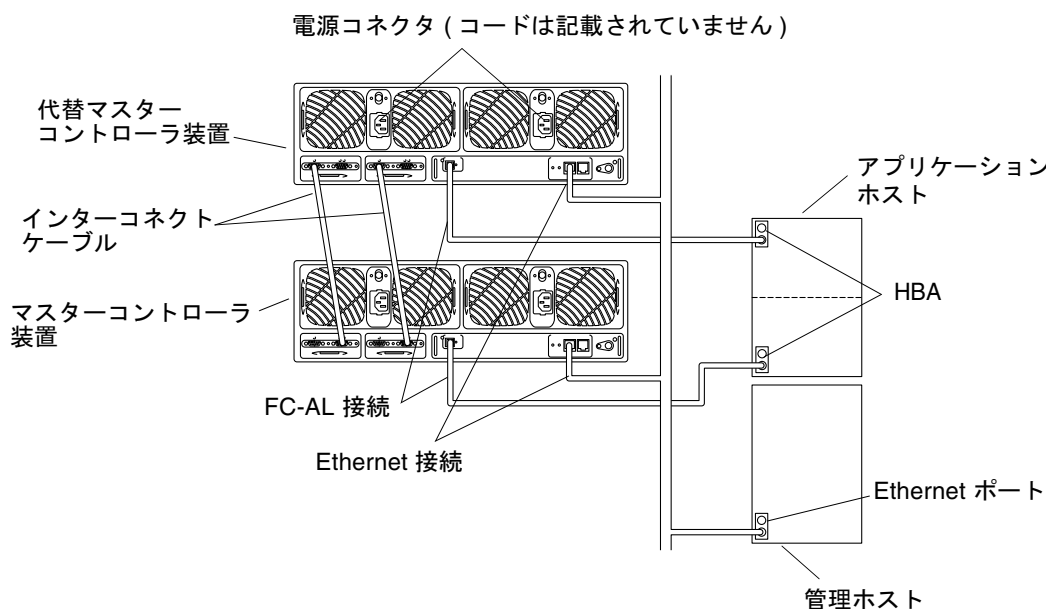 電源コネクタ ( コードは記載されていません )
代替マスター
コントローラ装置
アプリケーション
ホスト
インターコネクト
ケーブル
HBA
マスターコントローラ
装置
FC-AL 接続
Ethernet 接続
Ethernet ポート
管理ホスト